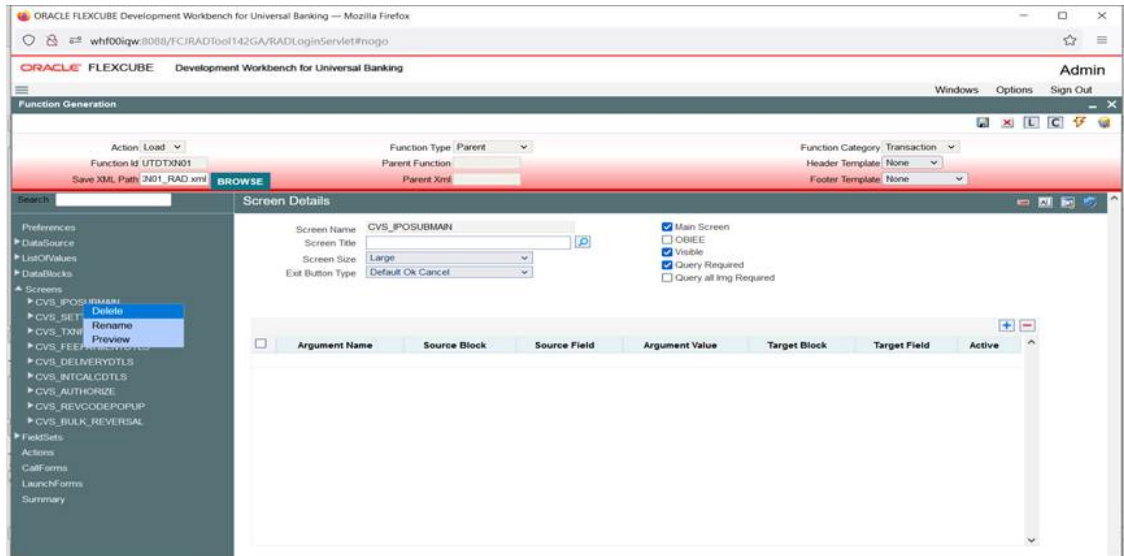 ORACLE FLEXCUBE Development Workbench for Universal Banking — Mozilla Firefox
whf00iqw:8088/FCJRADTool142GA/RADLoginServlet#nogo
ORACLE FLEXCUBE Development Workbench for Universal Banking Admin
Windows Options Sign Out
Function Generation
L C
Action Load Function Type Parent Function Category Transaction
Function Id UTDTXN01 Parent Function Header Template None
Save XML Path N01_RAD.xml BROWSE Parent Xml Footer Template None
Search Screen Details
Preferences
DataSource
ListOfValues
DataBlocks
Screens
CVS_IPOSUBMAIN
CVS_SET
CVS_TXN
CVS_DELIVERYDTLS
CVS_INTCALCDTLS
CVS_AUTHORIZE
CVS_REVCODEPOPUP
CVS_BULK_REVERSAL
FieldSets
Actions
CallForms
LaunchForms
Summary
Delete
Rename
Preview
Screen Name CVS_IPOSUBMAIN
Screen Title
Screen Size Large
Exit Button Type Default Ok Cancel
Main Screen
OBIEE
Visible
Query Required
Query all Img Required
Argument Name Source Block Source Field Argument Value Target Block Target Field Active